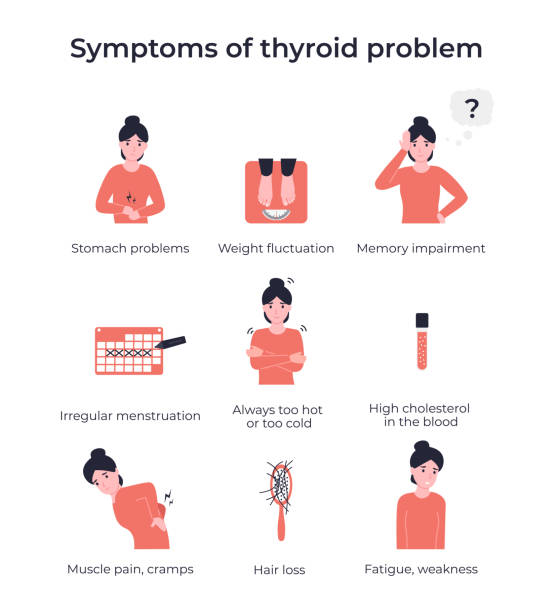 Symptoms of thyroid problem
?
Stomach problems
Weight fluctuation
Memory impairment
Irregular menstruation
Always too hot
or too cold
High cholesterol
in the blood
Muscle pain, cramps
Hair loss
Fatigue, weakness